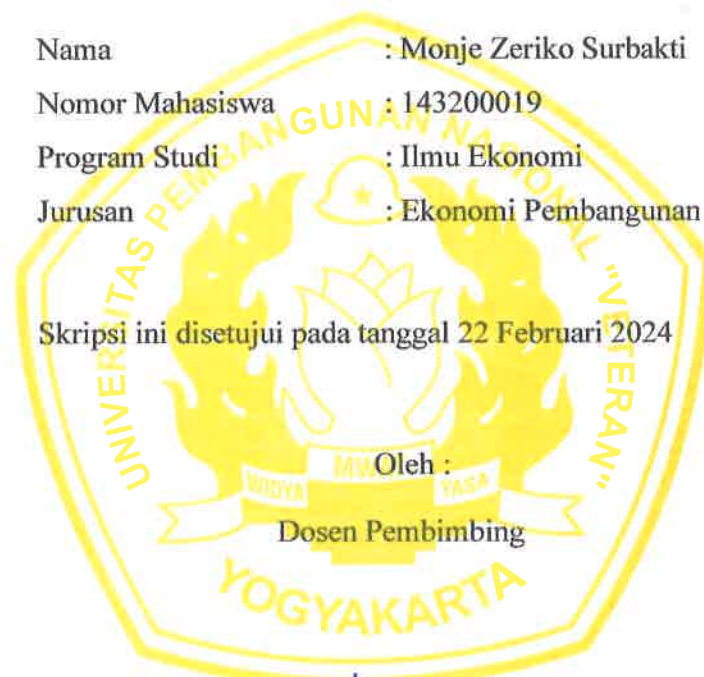 Nama : Monje Zeriko Surbakti
Nomor Mahasiswa : 143200019
Program Studi : Ilmu Ekonomi
Jurusan : Ekonomi Pembangunan
Skripsi ini disetujui pada tanggal 22 Februari 2024
Oleh :
Dosen Pembimbing
UNIVERSITAS PEMBANGUNAN NASIONAL "VETERAN"
WIDYA MW YASA
YOGYAKARTA